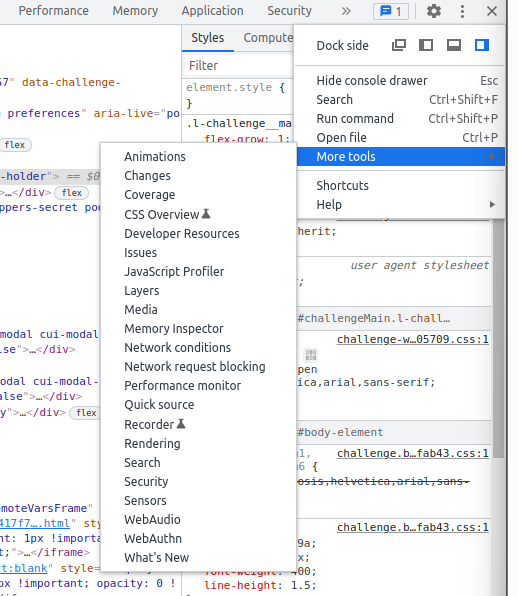 Performance Memory Application Security » 1
Styles Compute
Dock side
57" data-challenge-
Filter
Hide console drawer Esc
element.style {
Search Ctrl+Shift+F
}
preferences" aria-live="po
Run command Ctrl+Shift+P
.l-challenge__ma
flex
Open file Ctrl+P
flex-grow: 1;
More tools
Animations
-holder"> == $0
Changes
Shortcuts
>…</div> flex
Coverage
Help
ppers-secret poo
CSS Overview
Developer Resources
herit;
Issues
user agent stylesheet
JavaScript Profiler
;
Layers
Media
#challengeMain.l-chall…
Memory Inspector
modal cui-modal
challenge-w…05709.css:1
Network conditions
lse">…</div>
Network request blocking
pen
Performance monitor
odal cui-modal-
ica,arial,sans-serif;
Quick source
alse">…</div>
y">…</div> flex
Recorder
#body-element
Rendering
challenge.b…fab43.css:1
Search
a6 {
Security
osis,helvetica,arial,sans-
Sensors
emoteVarsFrame"
WebAudio
417f7….html" sty
challenge.b…fab43.css:1
WebAuthn
nt: 1px !importa
9a;
What's New
;">…</iframe>
x;
ut:blank" style=
font-weight: 400;
px !important; opacity: 0 !
line-height: 1.5;